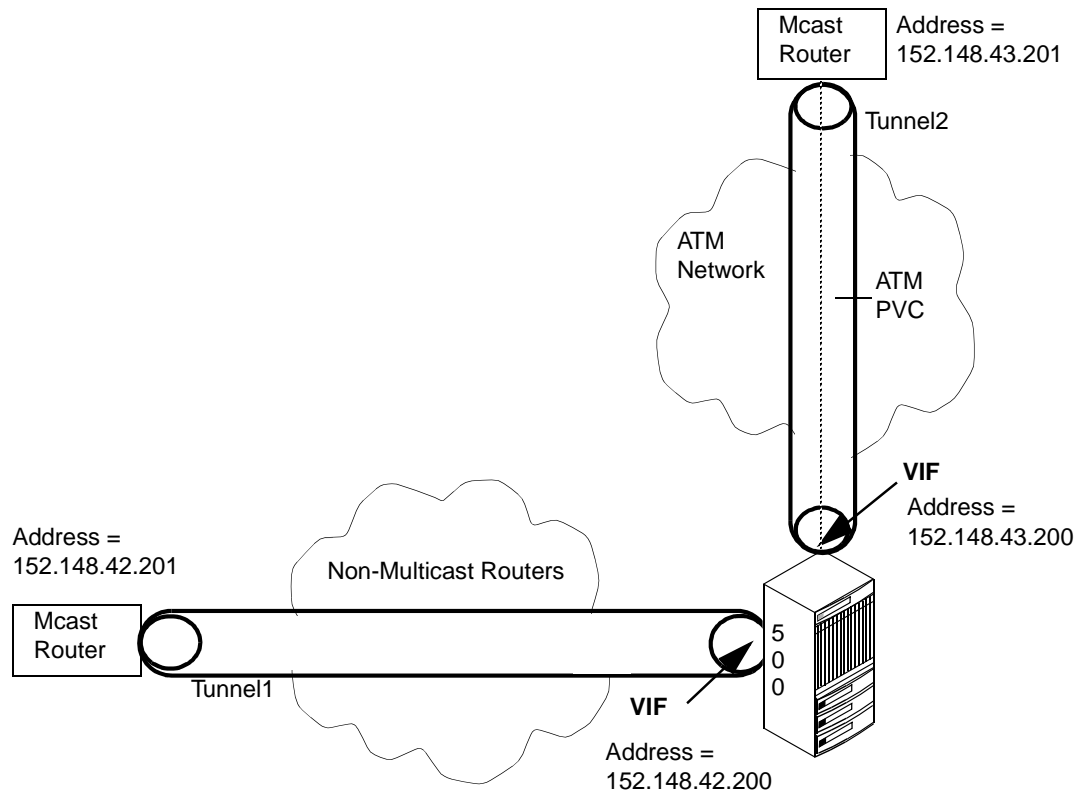 Mcast
Router
Address =
152.148.43.201
Tunnel2
ATM
Network
ATM
PVC
VIF
Address =
152.148.43.200
Address =
152.148.42.201
Non-Multicast Routers
Mcast
Router
5
0
0
Tunnel1
VIF
Address =
152.148.42.200